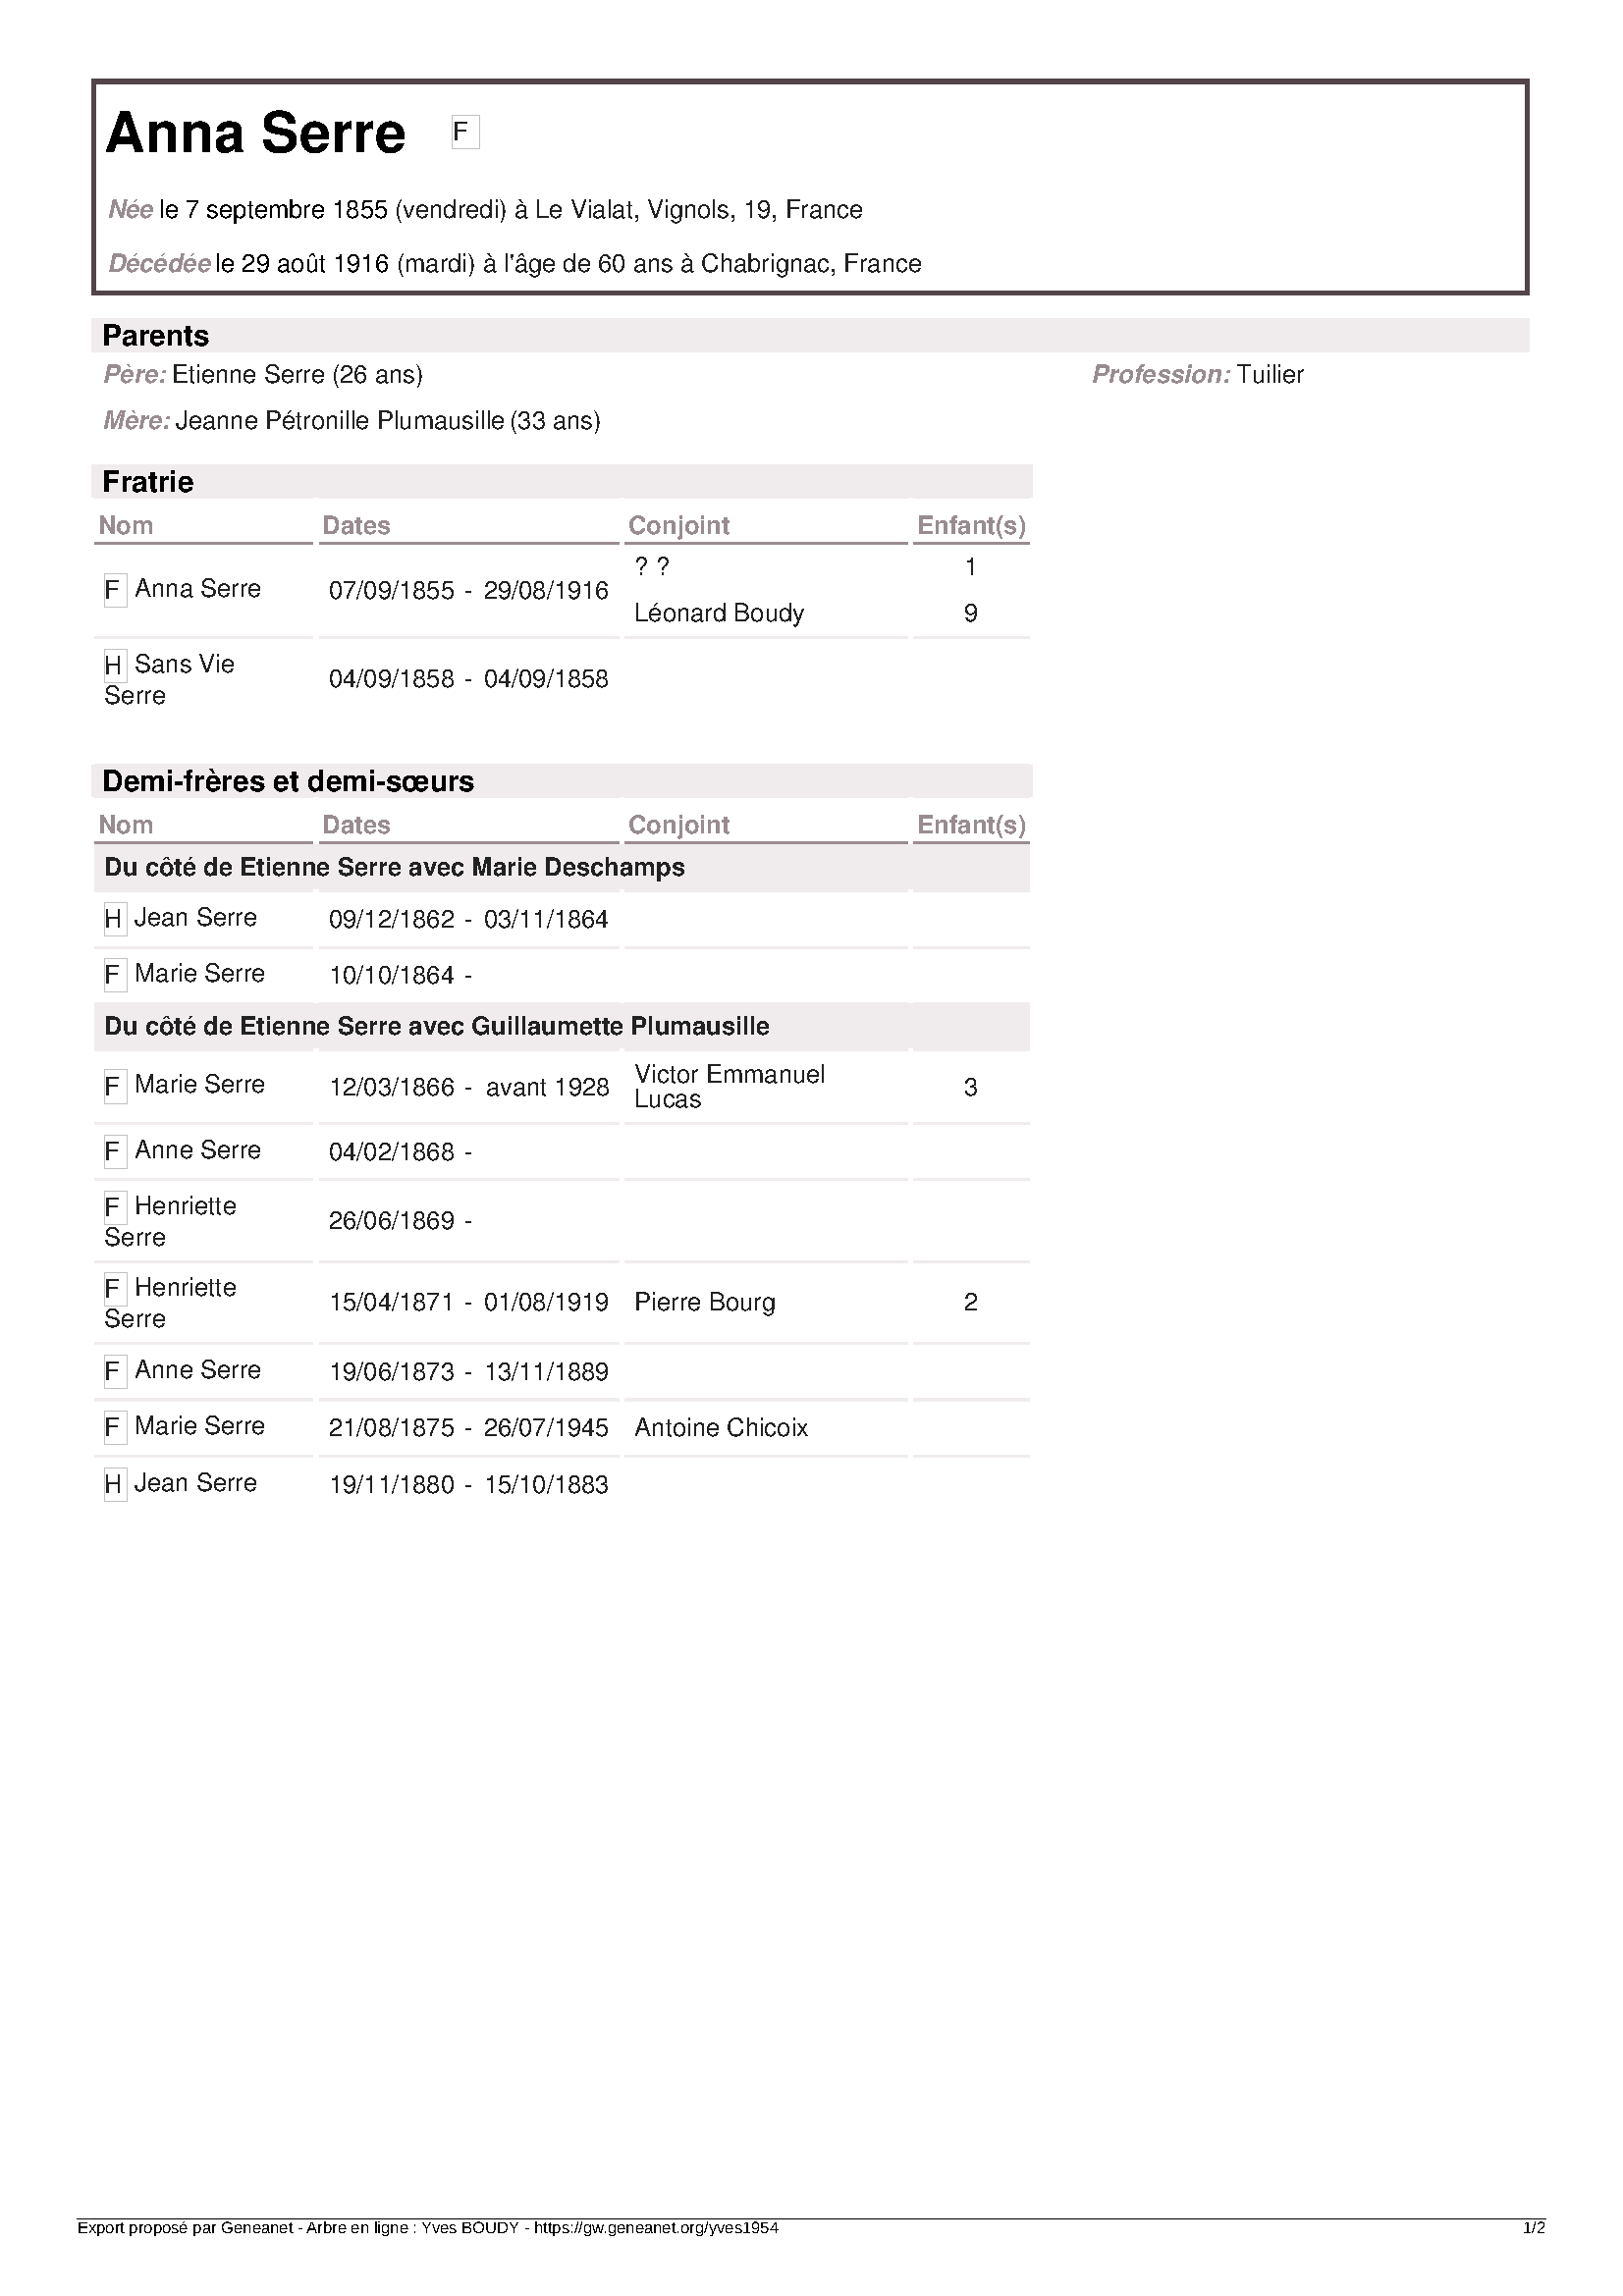 Anna Serre F
Née le 7 septembre 1855 (vendredi) à Le Vialat, Vignols, 19, France
Décédée le 29 août 1916 (mardi) à l'âge de 60 ans à Chabrignac, France
Parents
Père: Etienne Serre (26 ans) Profession: Tuilier
Mère: Jeanne Pétronille Plumausille (33 ans)
Fratrie
Nom Dates Conjoint Enfant(s)
? ? 1
F Anna Serre 07/09/1855 - 29/08/1916
Léonard Boudy 9
H Sans Vie
04/09/1858 - 04/09/1858
Serre
Demi-frères et demi-sœurs
Nom Dates Conjoint Enfant(s)
Du côté de Etienne Serre avec Marie Deschamps
H Jean Serre 09/12/1862 - 03/11/1864
F Marie Serre 10/10/1864 -
Du côté de Etienne Serre avec Guillaumette Plumausille
Victor Emmanuel
F Marie Serre 12/03/1866 - avant 1928 3
Lucas
F Anne Serre 04/02/1868 -
F Henriette
26/06/1869 -
Serre
F Henriette
15/04/1871 - 01/08/1919 Pierre Bourg 2
Serre
F Anne Serre 19/06/1873 - 13/11/1889
F Marie Serre 21/08/1875 - 26/07/1945 Antoine Chicoix
H Jean Serre 19/11/1880 - 15/10/1883
Export proposé par Geneanet - Arbre en ligne : Yves BOUDY - https://gw.geneanet.org/yves1954 1/2